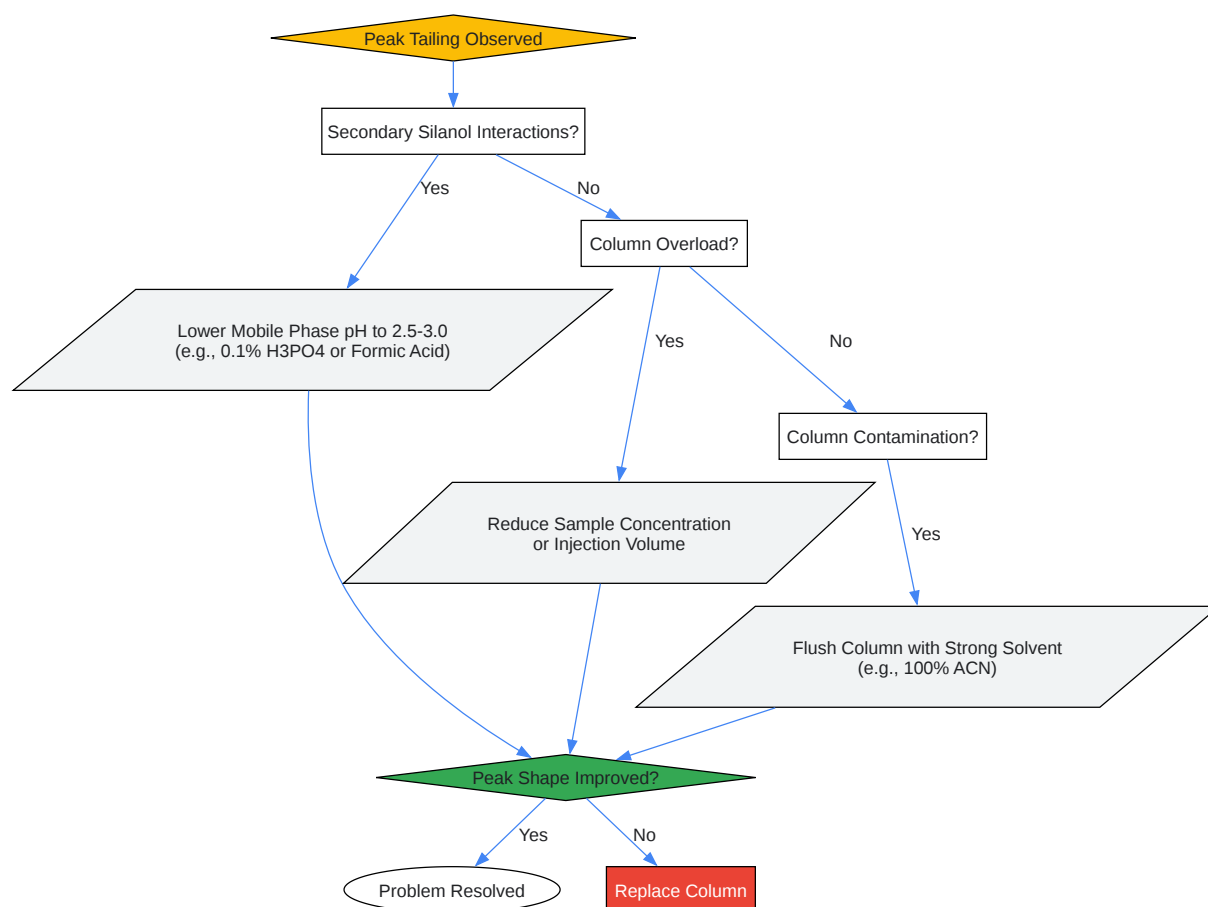 Peak Tailing Observed
Secondary Silanol Interactions?
Yes
No
Column Overload?
Lower Mobile Phase pH to 2.5-3.0
(e.g., 0.1% H3PO4 or Formic Acid)
Yes
No
Column Contamination?
Reduce Sample Concentration
or Injection Volume
Yes
Flush Column with Strong Solvent
(e.g., 100% ACN)
Peak Shape Improved?
Yes
No
Problem Resolved
Replace Column